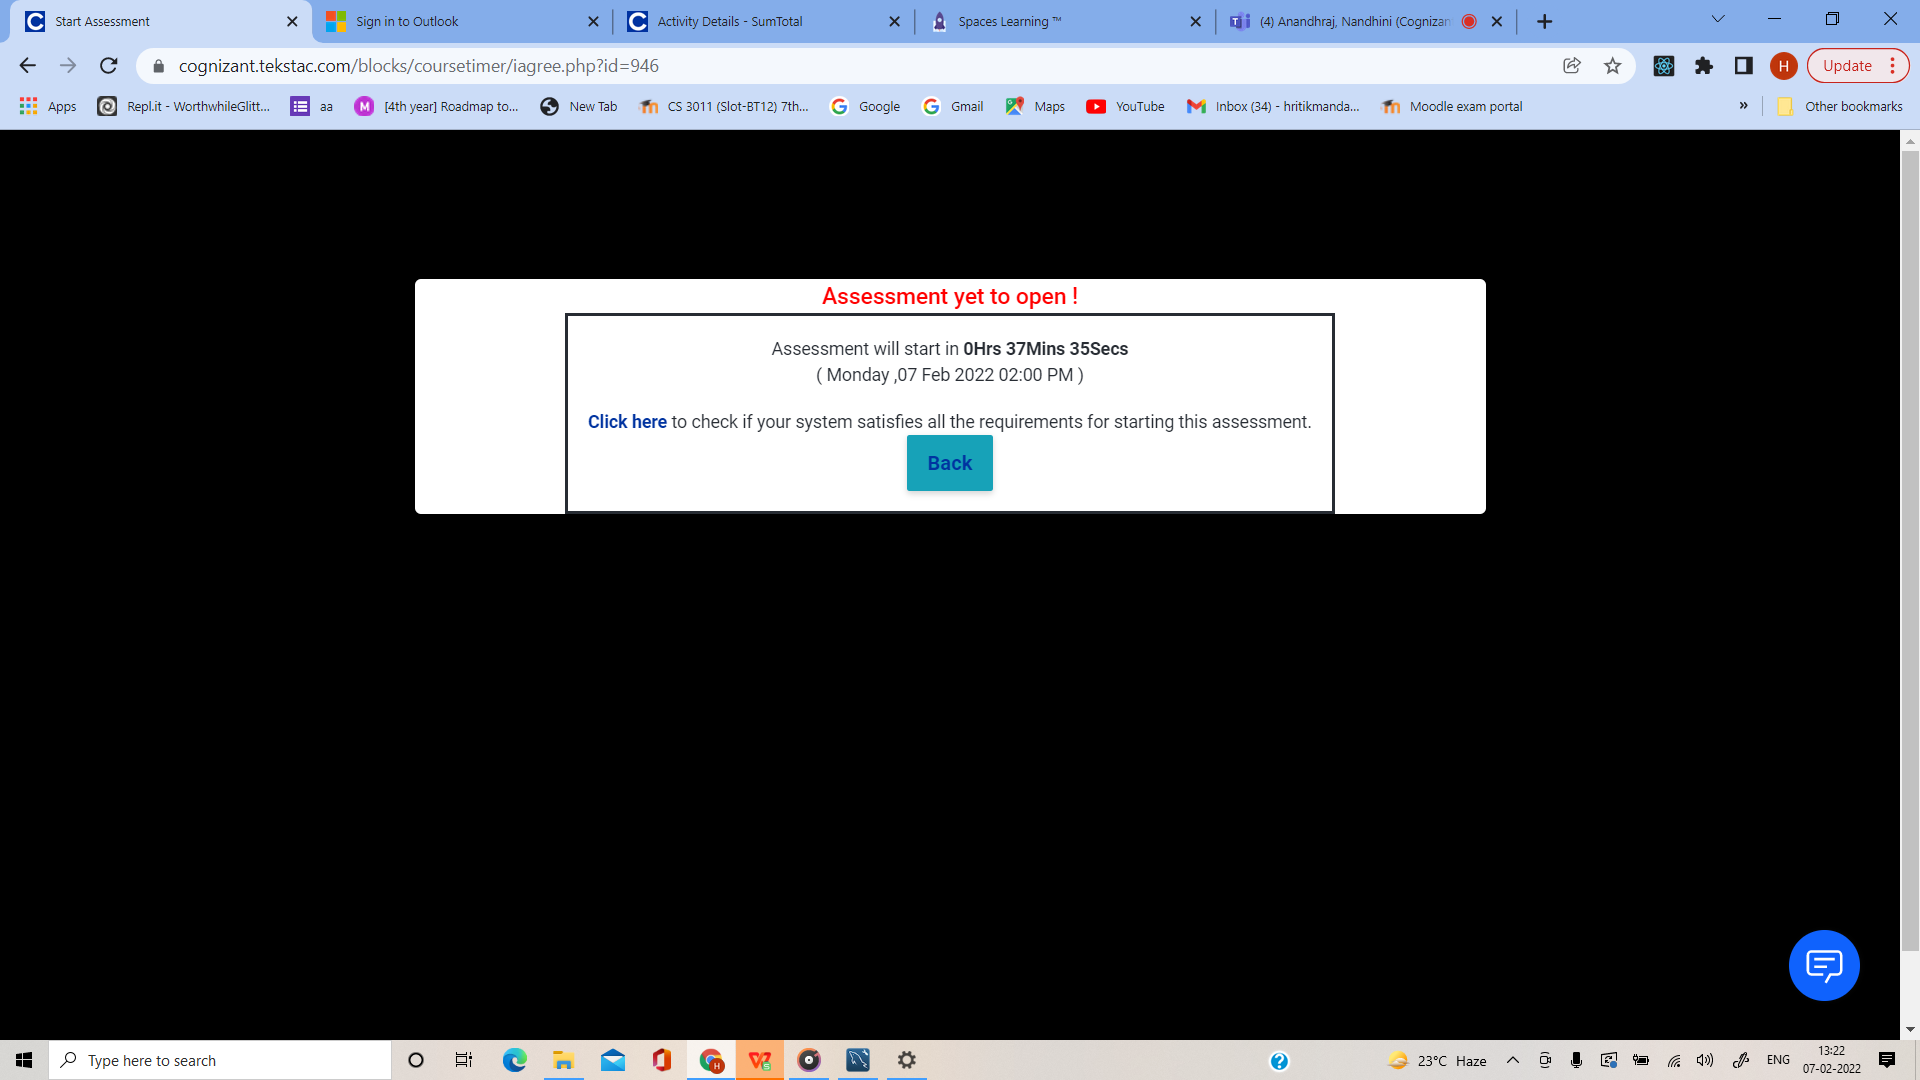 Start Assessment
Sign in to Outlook
Activity Details - SumTotal
Spaces Learning ™
(4) Anandhraj, Nandhini (Cognizan
cognizant.tekstac.com/blocks/coursetimer/iagree.php?id=946
H
Update
Apps
Repl.it - WorthwhileGlitt...
aa
M
[4th year] Roadmap to...
New Tab
CS 3011 (Slot-BT12) 7th...
Google
Gmail
Maps
YouTube
Inbox (34) - hritikmanda...
Moodle exam portal
»
Other bookmarks
Assessment yet to open !
Assessment will start in 0Hrs 37Mins 35Secs
( Monday ,07 Feb 2022 02:00 PM )
Click here to check if your system satisfies all the requirements for starting this assessment.
Back
Type here to search
23°C Haze
ENG
13:22
07-02-2022